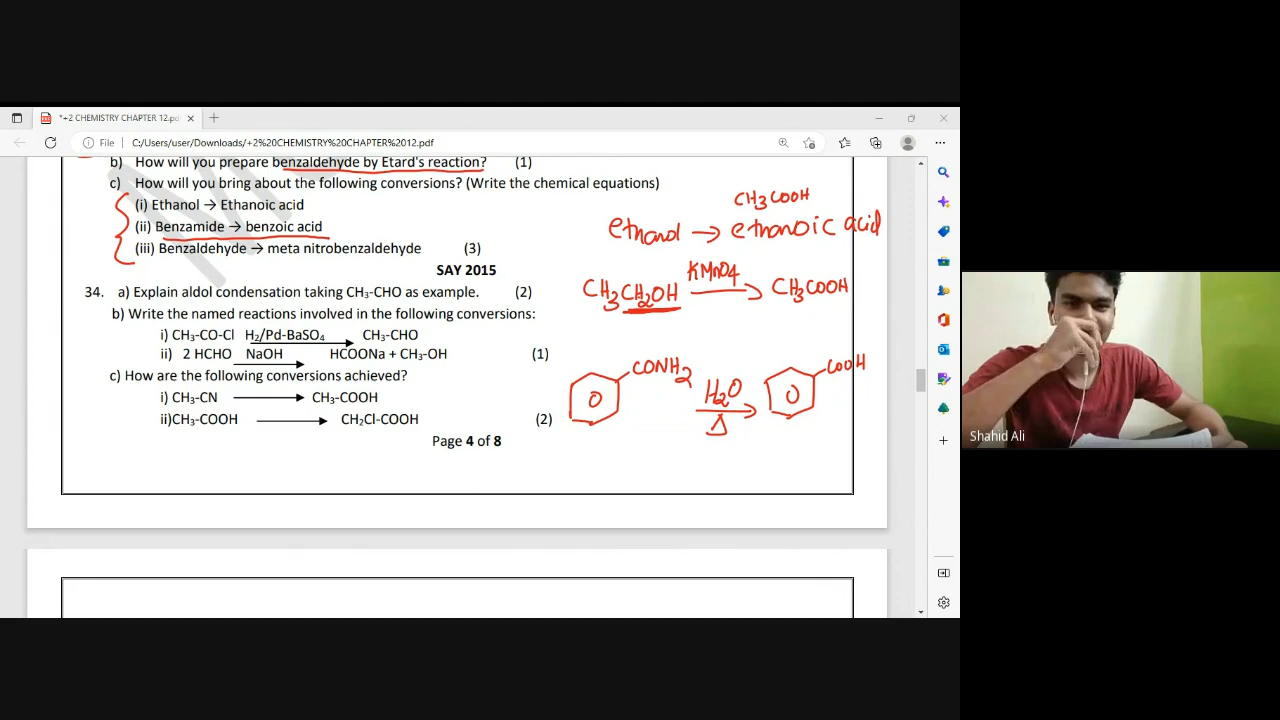 *+2 CHEMISTRY CHAPTER 12.pd
File C:/Users/user/Downloads/+2%20CHEMISTRY%20CHAPTER%2012.pdf
b) How will you prepare benzaldehyde by Etard's reaction? (1)
c) How will you bring about the following conversions? (Write the chemical equations)
(i) Ethanol → Ethanoic acid
(ii) Benzamide → benzoic acid
(iii) Benzaldehyde → meta nitrobenzaldehyde (3)
SAY 2015
34. a) Explain aldol condensation taking CH₃-CHO as example. (2)
b) Write the named reactions involved in the following conversions:
i) CH₃-CO-Cl H₂/Pd-BaSO₄ CH₃-CHO
ii) 2 HCHO NaOH HCOONa + CH₃-OH (1)
c) How are the following conversions achieved?
i) CH₃-CN → CH₃-COOH
ii)CH₃-COOH → CH₂Cl-COOH (2)
Page 4 of 8
CH₃COOH
ethanol → ethanoic acid
KMnO₄
CH₃CH₂OH → CH₃COOH
CONH₂ H₂O COOH
Δ
Shahid Ali